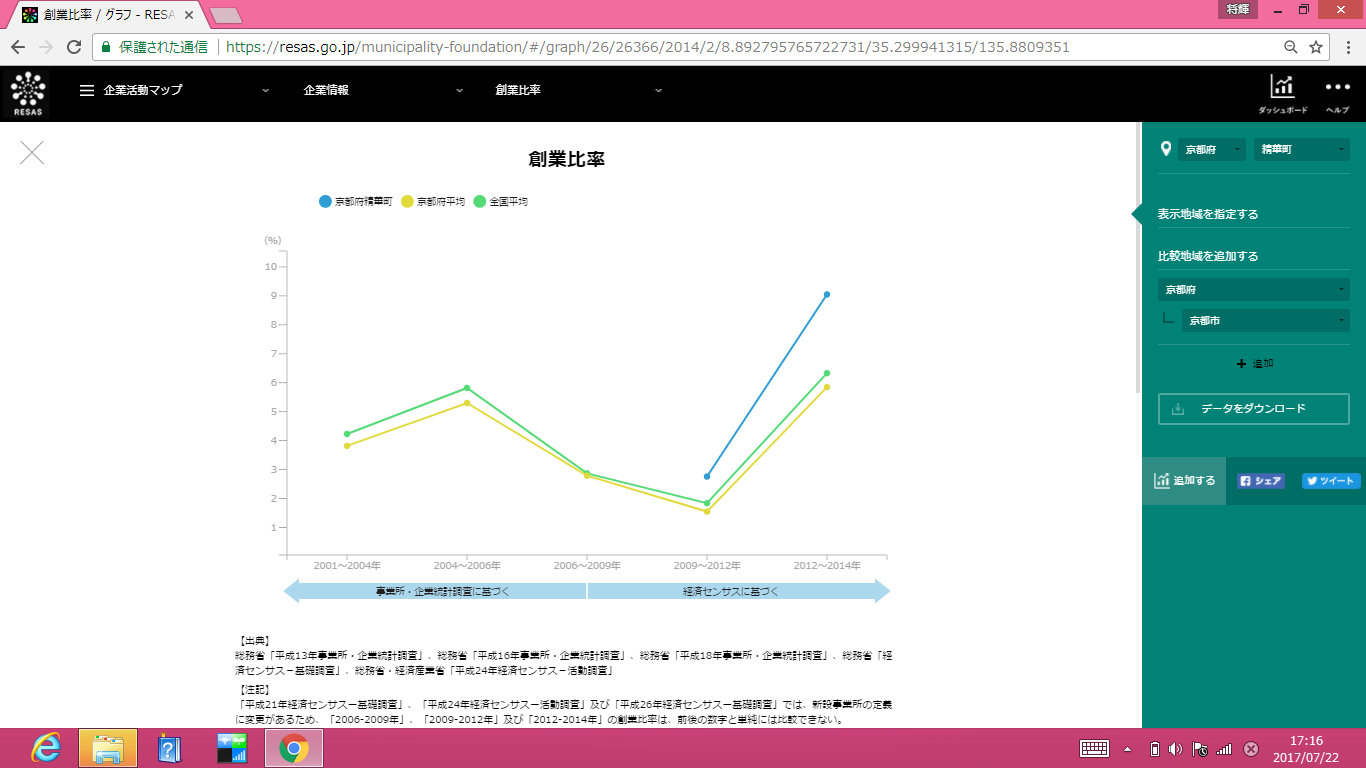 創業比率 / グラフ - RESA
将輝
保護された通信 https://resas.go.jp/municipality-foundation/#/graph/26/26366/2014/2/8.892795765722731/35.299941315/135.8809351
RESAS
企業活動マップ
企業情報
創業比率
ダッシュボード
ヘルプ
創業比率
京都府精華町 京都府平均 全国平均
(%)
10
9
8
7
6
5
4
3
2
1
2001～2004年 2004～2006年 2006～2009年 2009～2012年 2012～2014年
事業所・企業統計調査に基づく 経済センサスに基づく
【出典】
総務省「平成13年事業所・企業統計調査」、総務省「平成16年事業所・企業統計調査」、総務省「平成18年事業所・企業統計調査」、総務省「経
済センサス－基礎調査」、総務省・経済産業省「平成24年経済センサス－活動調査」
【注記】
「平成21年経済センサスー基礎調査」、「平成24年経済センサスー活動調査」及び「平成26年経済センサスー基礎調査」では、新設事業所の定義
に変更があるため、「2006-2009年」、「2009-2012年」及び「2012-2014年」の創業比率は、前後の数字と単純には比較できない。
京都府 精華町
表示地域を指定する
比較地域を追加する
京都府
京都市
+ 追加
データをダウンロード
追加する シェア ツイート
17:16
2017/07/22